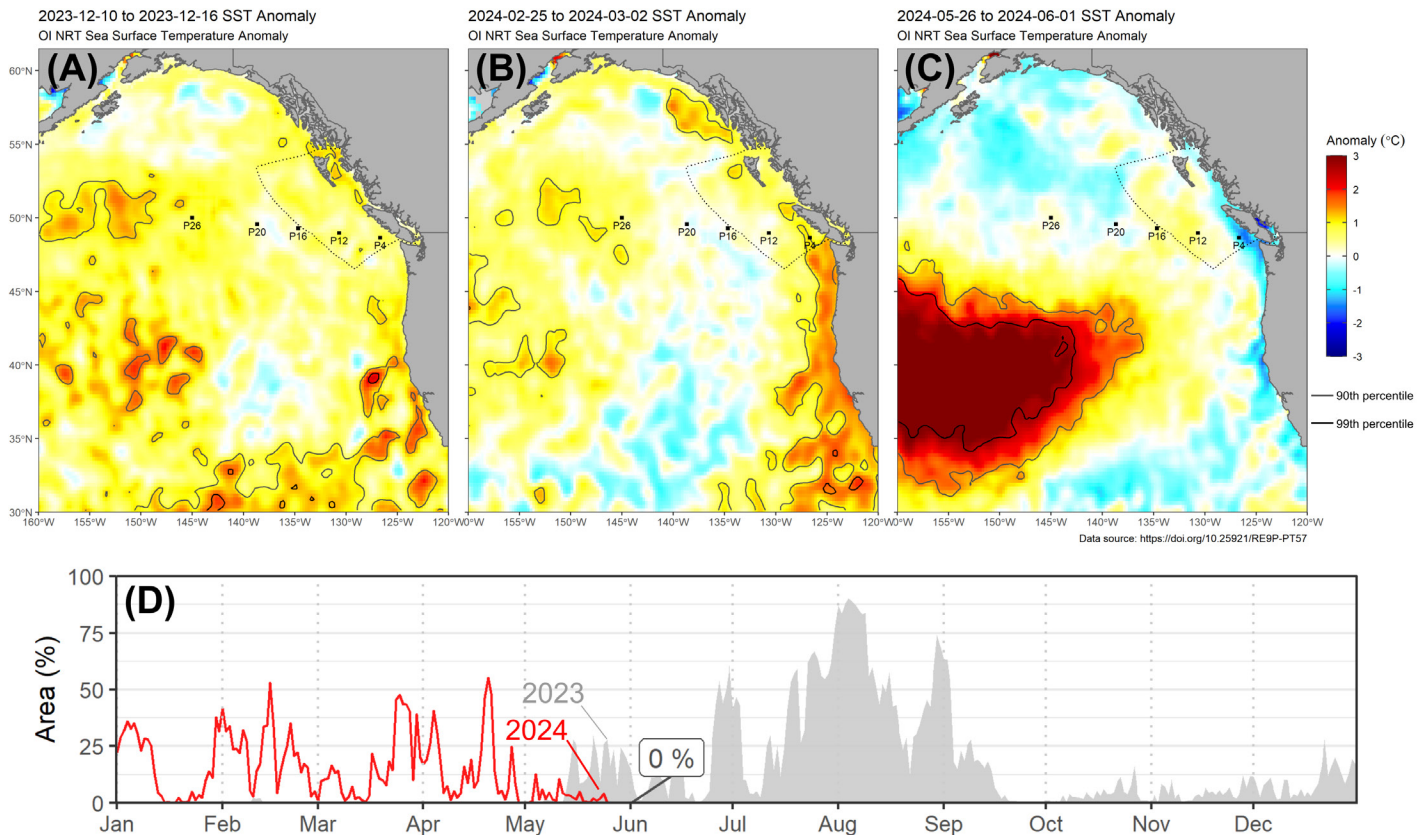 2023-12-10 to 2023-12-16 SST Anomaly
OI NRT Sea Surface Temperature Anomaly
(A)
60°N
55°N
50°N
45°N
40°N
35°N
30°N
P26
P20
P16
P12
P4
160°W
155°W
150°W
145°W
140°W
135°W
130°W
125°W
120°W
2024-02-25 to 2024-03-02 SST Anomaly
OI NRT Sea Surface Temperature Anomaly
(B)
P26
P20
P16
P12
P4
160°W
155°W
150°W
145°W
140°W
135°W
130°W
125°W
120°W
2024-05-26 to 2024-06-01 SST Anomaly
OI NRT Sea Surface Temperature Anomaly
(C)
P26
P20
P16
P12
P4
160°W
155°W
150°W
145°W
140°W
135°W
130°W
125°W
120°W
Data source: https://doi.org/10.25921/RE9P-PT57
Anomaly (°C)
3
2
1
0
-1
-2
-3
90th percentile
99th percentile
(D)
Area (%)
100
75
50
25
0
2023
2024
0 %
Jan
Feb
Mar
Apr
May
Jun
Jul
Aug
Sep
Oct
Nov
Dec